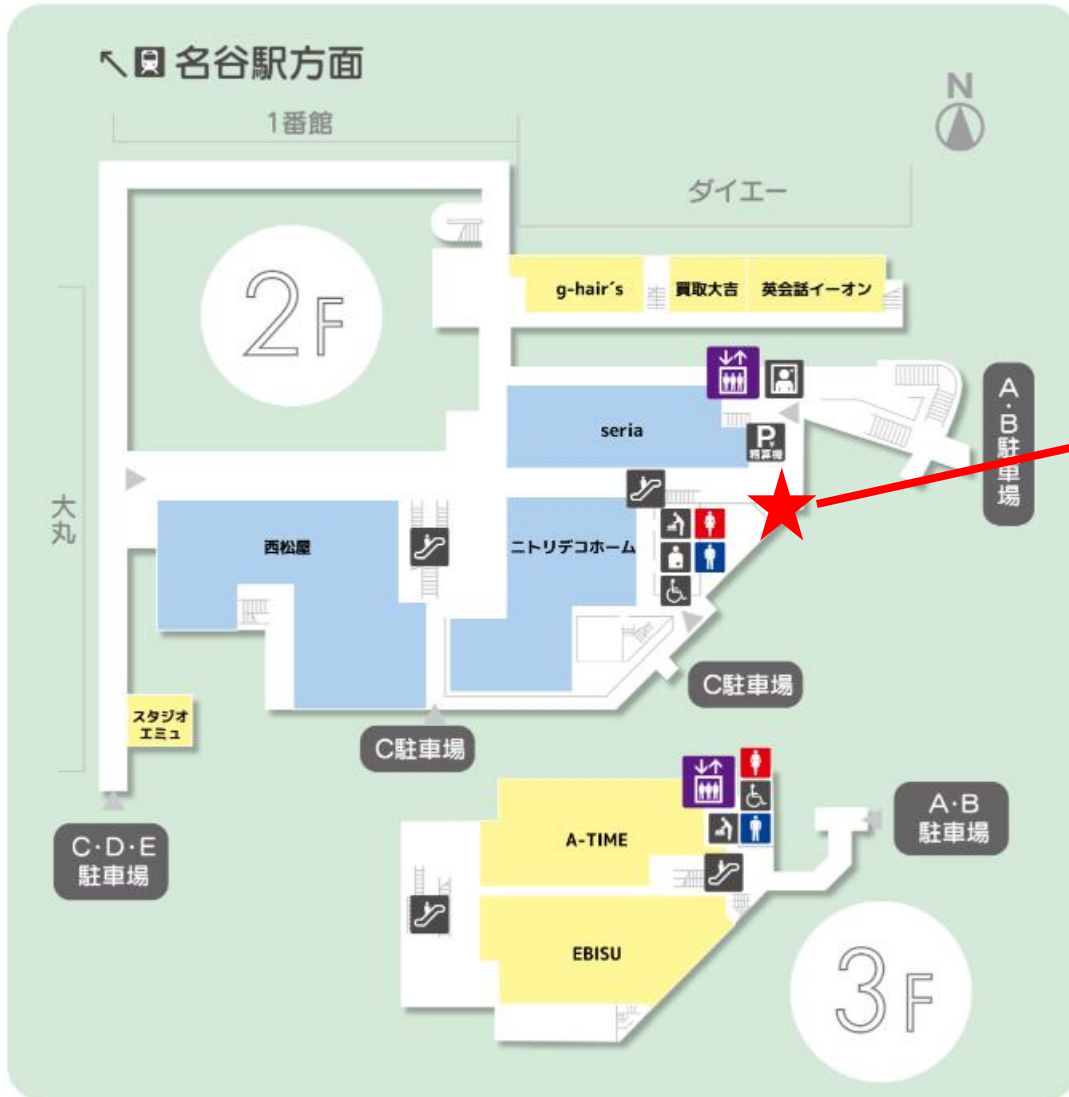 名谷駅方面
N
1番館
ダイエー
2F
g-hair´s
買取大吉
英会話イーオン
A・B駐車場
seria
P
精算機
大丸
西松屋
ニトリデコホーム
スタジオ
エミュ
C駐車場
C駐車場
C・D・E
駐車場
A-TIME
A・B
駐車場
EBISU
3F